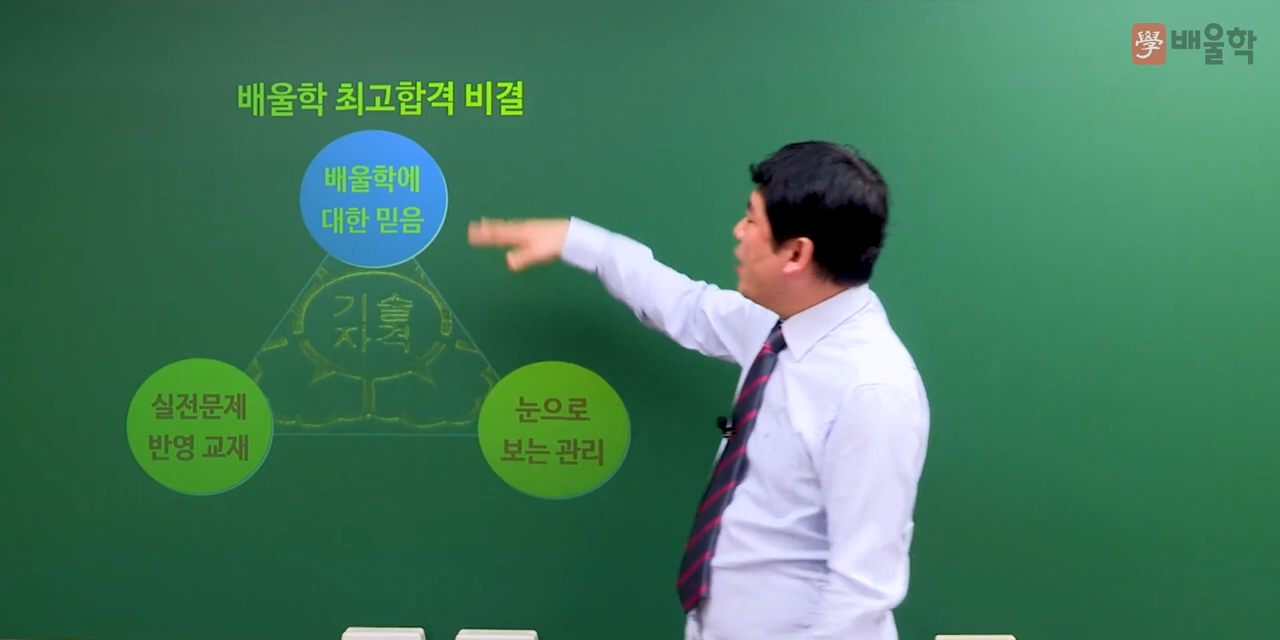 學 배울학
배울학 최고합격 비결
배울학에
대한 믿음
기술
자격
실전문제
반영 교재
눈으로
보는 관리